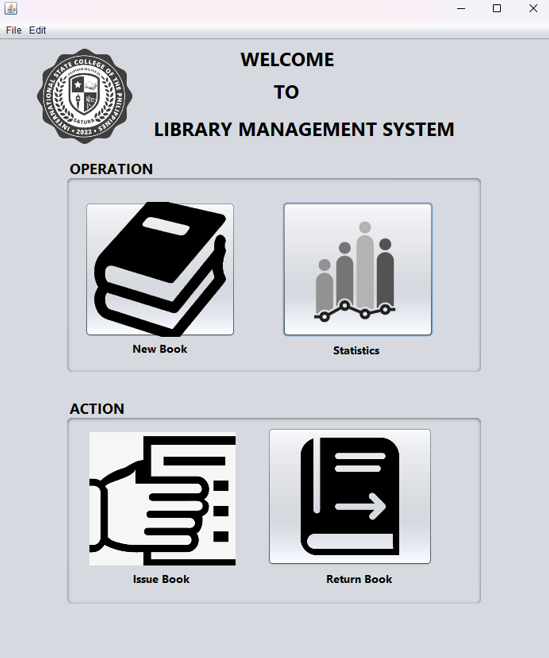 File Edit
INTERNATIONAL STATE COLLEGE OF THE PHILIPPINES
SATURA
• 2022 •
WELCOME
TO
LIBRARY MANAGEMENT SYSTEM
OPERATION
New Book
Statistics
ACTION
Issue Book
Return Book